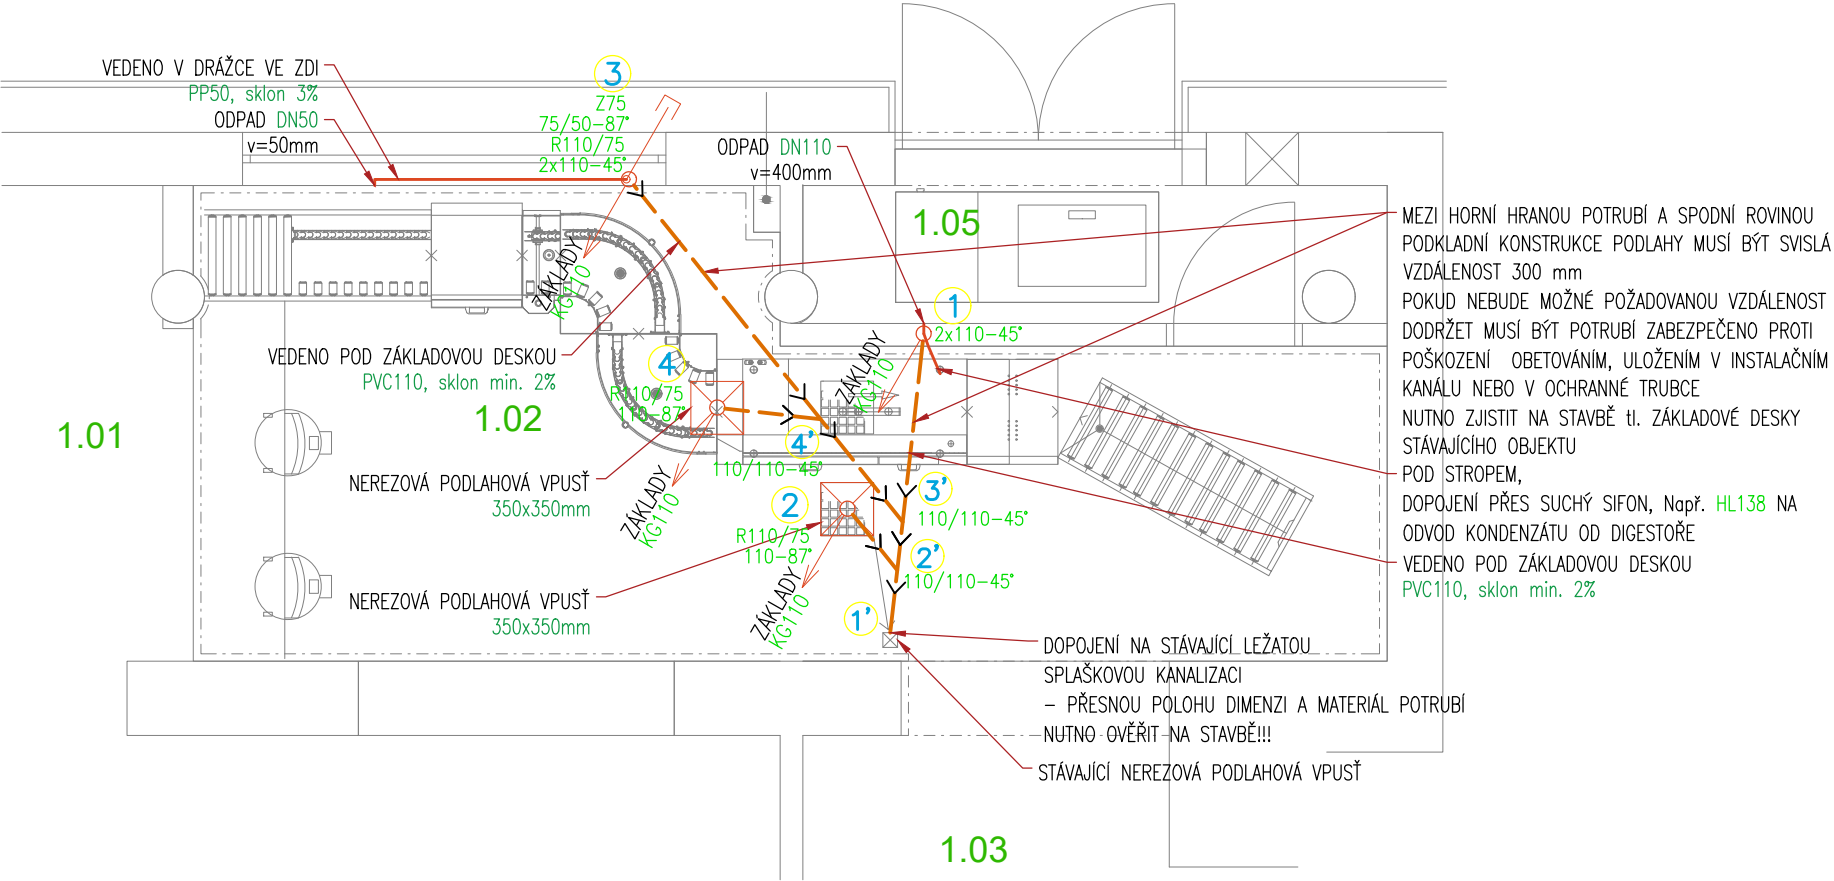 VEDENO V DRÁŽCE VE ZDI
PP50, sklon 3%
ODPAD DN50
v=50mm
3
Z75
75/50-87°
R110/75
2x110-45°
ODPAD DN110
v=400mm
1.05
1
2x110-45°
ZÁKLADY
KG110
ZÁKLADY
KG110
VEDENO POD ZÁKLADOVOU DESKOU
PVC110, sklon min. 2%
4
R110/75
110-87°
1.01
1.02
4'
110/110-45°
NEREZOVÁ PODLAHOVÁ VPUSŤ
350x350mm
ZÁKLADY
KG110
2
R110/75
110-87°
3'
110/110-45°
2'
110/110-45°
NEREZOVÁ PODLAHOVÁ VPUSŤ
350x350mm
ZÁKLADY
KG110
1'
MEZI HORNÍ HRANOU POTRUBÍ A SPODNÍ ROVINOU
PODKLADNÍ KONSTRUKCE PODLAHY MUSÍ BÝT SVISLÁ
VZDÁLENOST 300 mm
POKUD NEBUDE MOŽNÉ POŽADOVANOU VZDÁLENOST
DODRŽET MUSÍ BÝT POTRUBÍ ZABEZPEČENO PROTI
POŠKOZENÍ OBETOVÁNÍM, ULOŽENÍM V INSTALAČNÍM
KANÁLU NEBO V OCHRANNÉ TRUBCE
NUTNO ZJISTIT NA STAVBĚ tl. ZÁKLADOVÉ DESKY
STÁVAJÍCÍHO OBJEKTU
POD STROPEM,
DOPOJENÍ PŘES SUCHÝ SIFON, Např. HL138 NA
ODVOD KONDENZÁTU OD DIGESTOŘE
VEDENO POD ZÁKLADOVOU DESKOU
PVC110, sklon min. 2%
DOPOJENÍ NA STÁVAJÍCÍ LEŽATOU
SPLAŠKOVOU KANALIZACI
- PŘESNOU POLOHU DIMENZI A MATERIÁL POTRUBÍ
NUTNO OVĚŘIT NA STAVBĚ!!!
STÁVAJÍCÍ NEREZOVÁ PODLAHOVÁ VPUSŤ
1.03